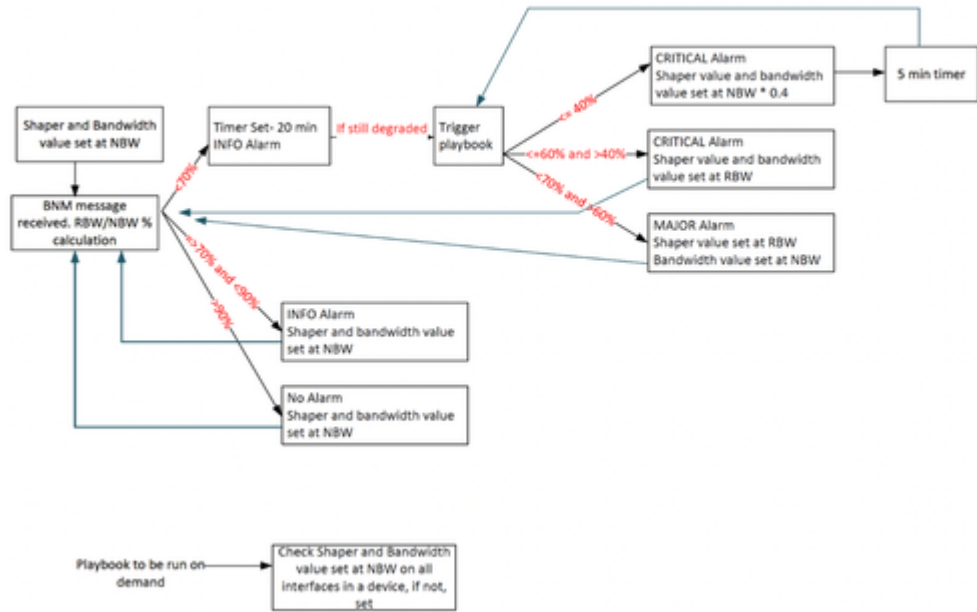 Shaper and Bandwidth
value set at NBW
BNM message
received. RBW/NBW %
calculation
<70%
Timer Set- 20 min
INFO Alarm
If still degraded
Trigger
playbook
<= 40%
CRITICAL Alarm
Shaper value and bandwidth
value set at NBW * 0.4
5 min timer
<=60% and >40%
CRITICAL Alarm
Shaper value and bandwidth
value set at RBW
<70% and >60%
MAJOR Alarm
Shaper value set at RBW
Bandwidth value set at NBW
=>70% and <90%
INFO Alarm
Shaper and bandwidth value
set at NBW
>90%
No Alarm
Shaper and bandwidth value
set at NBW
Playbook to be run on
demand
Check Shaper and Bandwidth
value set at NBW on all
interfaces in a device, if not,
set